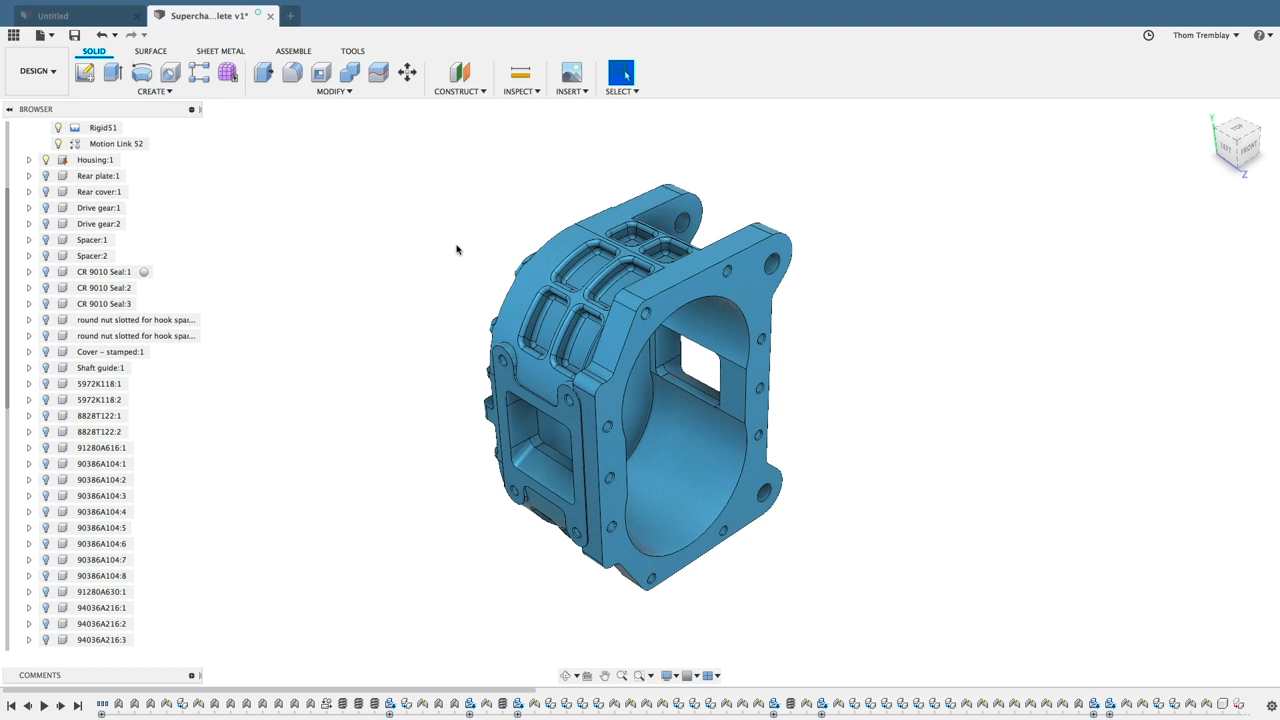 Untitled
Supercha...lete v1*
Thom Tremblay
DESIGN
SOLID
SURFACE
SHEET METAL
ASSEMBLE
TOOLS
CREATE
MODIFY
CONSTRUCT
INSPECT
INSERT
SELECT
BROWSER
Rigid51
Motion Link 52
Housing:1
Rear plate:1
Rear cover:1
Drive gear:1
Drive gear:2
Spacer:1
Spacer:2
CR 9010 Seal:1
CR 9010 Seal:2
CR 9010 Seal:3
round nut slotted for hook spa...
round nut slotted for hook spa...
Cover - stamped:1
Shaft guide:1
5972K118:1
5972K118:2
8828T122:1
8828T122:2
91280A616:1
90386A104:1
90386A104:2
90386A104:3
90386A104:4
90386A104:5
90386A104:6
90386A104:7
90386A104:8
91280A630:1
94036A216:1
94036A216:2
94036A216:3
COMMENTS
Y
TOP
LEFT
FRONT
Z